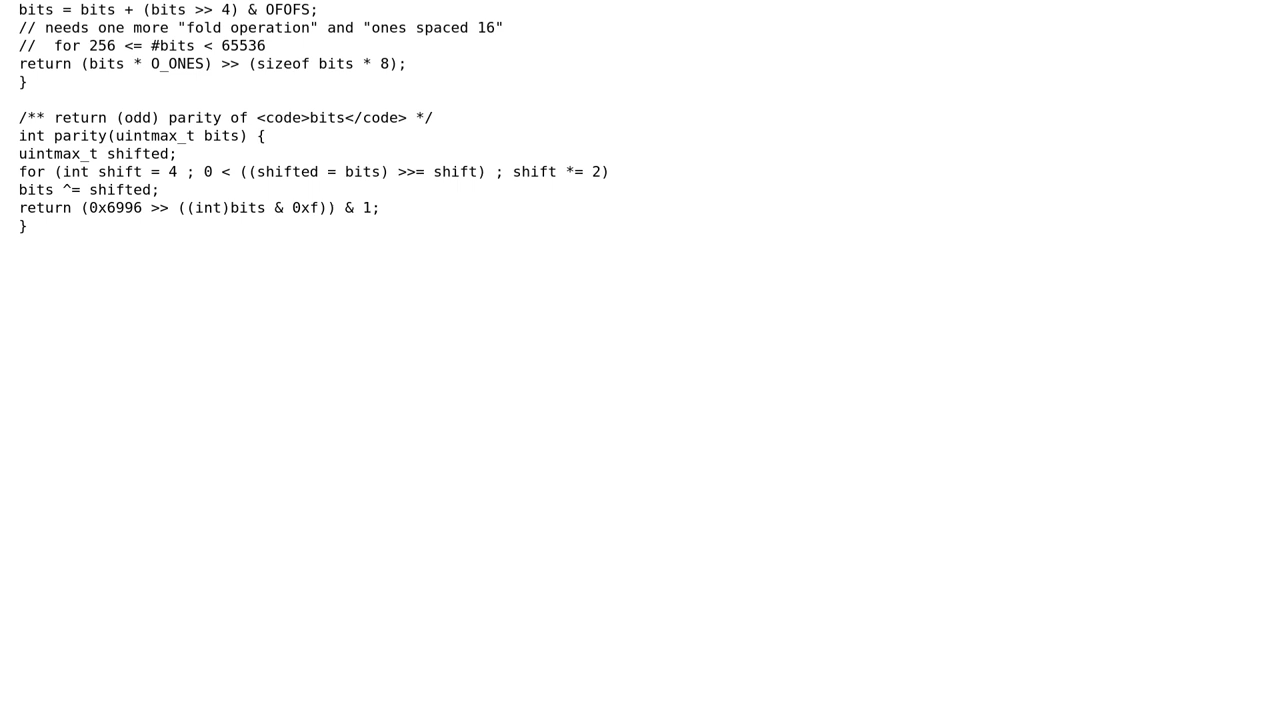 bits = bits + (bits >> 4) & OFOFS;
// needs one more "fold operation" and "ones spaced 16"
//  for 256 <= #bits < 65536
return (bits * O_ONES) >> (sizeof bits * 8);
}

/** return (odd) parity of <code>bits</code> */
int parity(uintmax_t bits) {
uintmax_t shifted;
for (int shift = 4 ; 0 < ((shifted = bits) >>= shift) ; shift *= 2)
bits ^= shifted;
return (0x6996 >> ((int)bits & 0xf)) & 1;
}